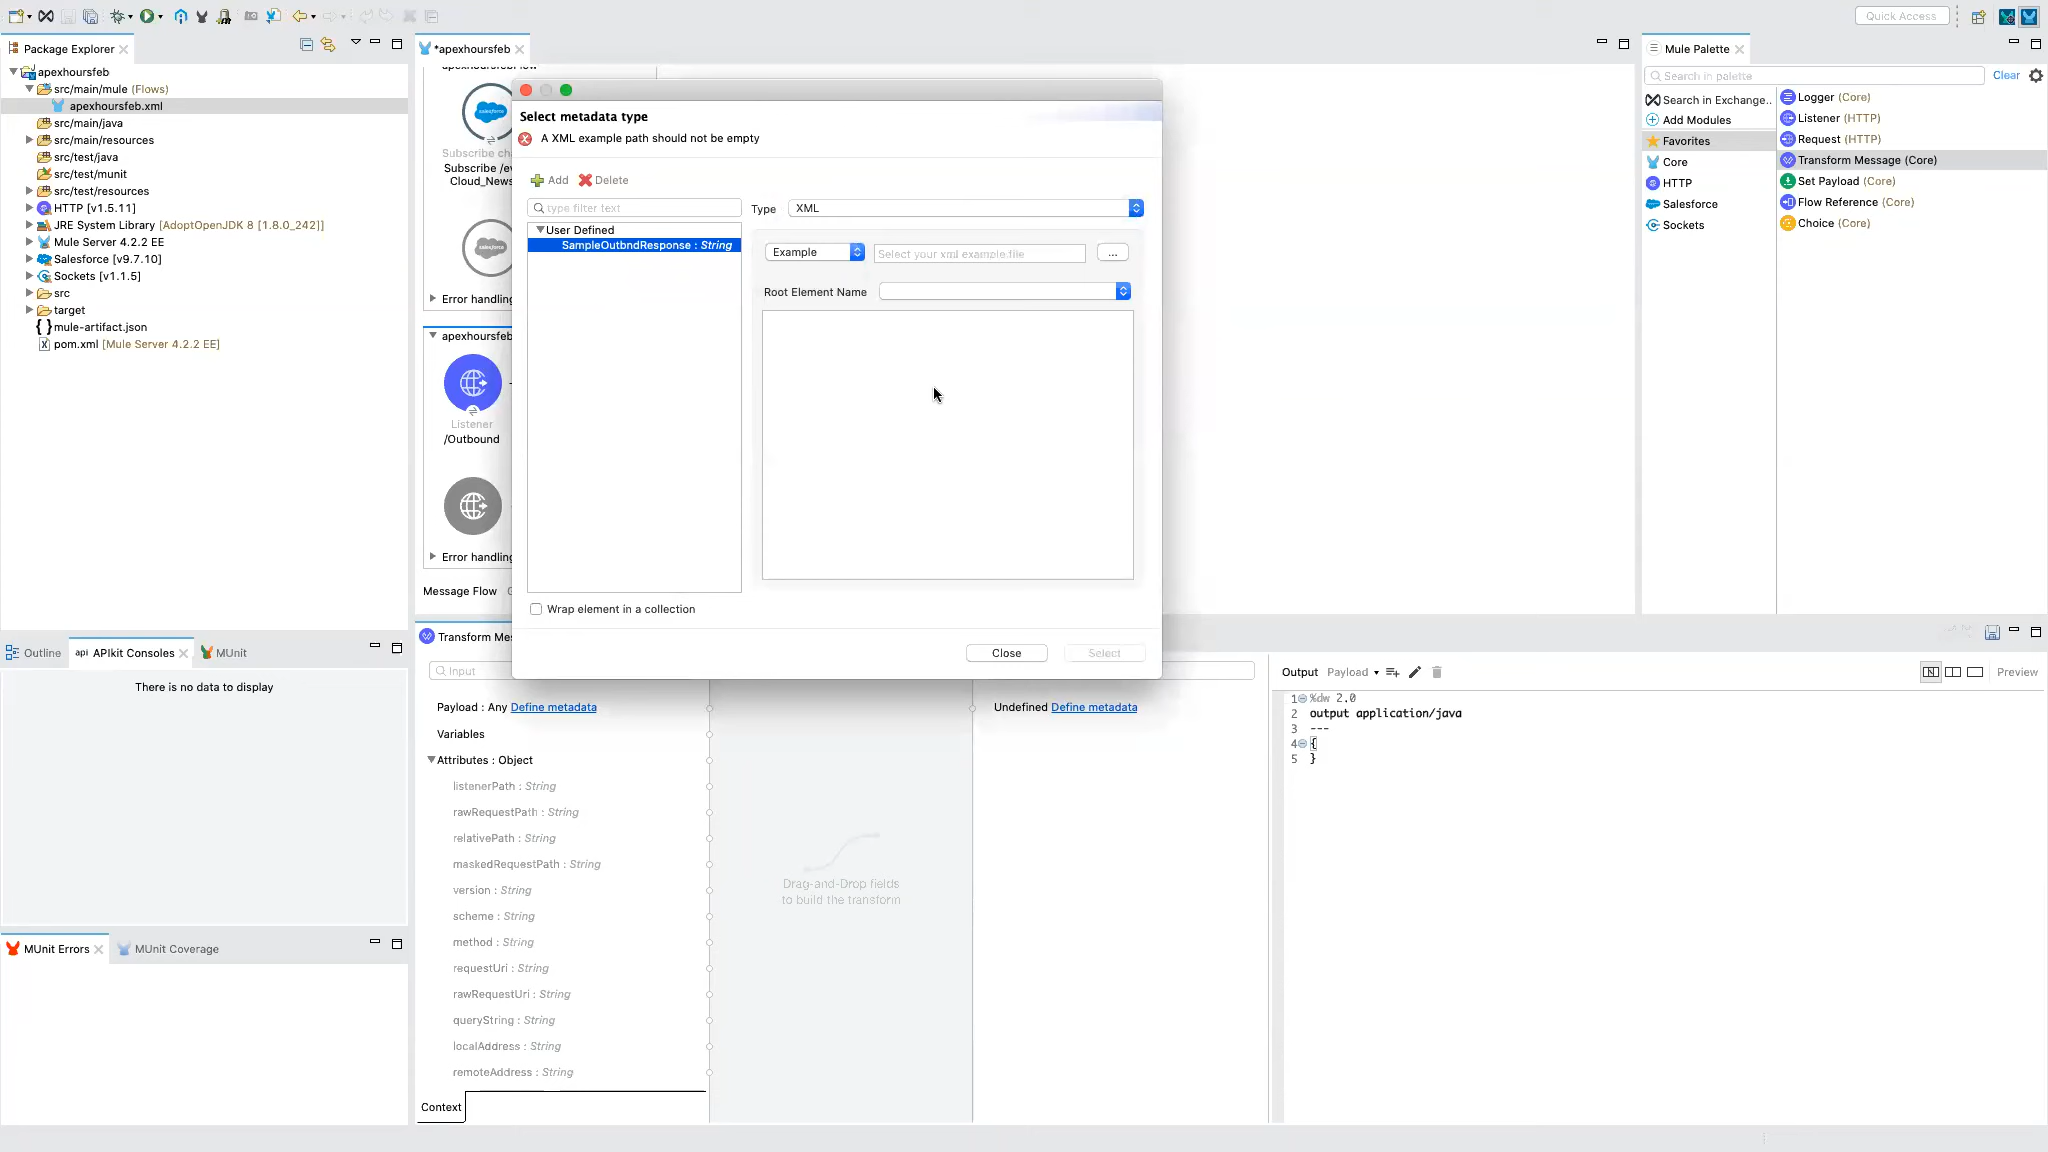 Quick Access
Package Explorer
apexhoursfeb
src/main/mule (Flows)
apexhoursfeb.xml
src/main/java
src/main/resources
src/test/java
src/test/munit
src/test/resources
HTTP [v1.5.11]
JRE System Library [AdoptOpenJDK 8 [1.8.0_242]]
Mule Server 4.2.2 EE
Salesforce [v9.7.10]
Sockets [v1.1.5]
src
target
mule-artifact.json
pom.xml [Mule Server 4.2.2 EE]
Outline
api APIkit Consoles
MUnit
There is no data to display
MUnit Errors
MUnit Coverage
*apexhoursfeb
salesforce
Subscribe cha
Subscribe /ev
Cloud_News
Error handling
apexhoursfeb
Listener
/Outbound
Error handling
Message Flow
Select metadata type
A XML example path should not be empty
Add
Delete
type filter text
User Defined
SampleOutbndResponse : String
Type
XML
Example
Select your xml example file
...
Root Element Name
Wrap element in a collection
Close
Select
Mule Palette
Search in palette
Clear
Search in Exchange..
Add Modules
Favorites
Core
HTTP
Salesforce
Sockets
Logger (Core)
Listener (HTTP)
Request (HTTP)
Transform Message (Core)
Set Payload (Core)
Flow Reference (Core)
Choice (Core)
Transform Mes
Input
Payload : Any Define metadata
Variables
Attributes : Object
listenerPath : String
rawRequestPath : String
relativePath : String
maskedRequestPath : String
version : String
scheme : String
method : String
requestUri : String
rawRequestUri : String
queryString : String
localAddress : String
remoteAddress : String
Context
Drag-and-Drop fields
to build the transform
Undefined Define metadata
Output Payload
Preview
1 %dw 2.0
2 output application/java
3 ---
4 {
5 }